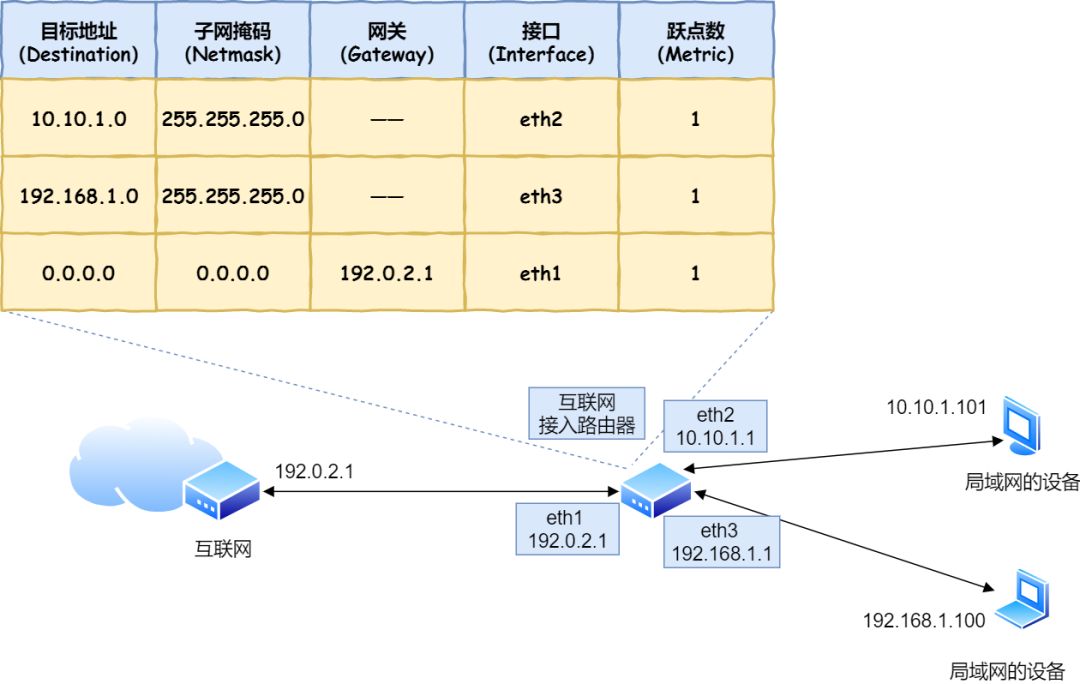 目标地址 子网掩码 网关 接口 跃点数
(Destination) (Netmask) (Gateway) (Interface) (Metric)
10.10.1.0 255.255.255.0 —— eth2 1
192.168.1.0 255.255.255.0 —— eth3 1
0.0.0.0 0.0.0.0 192.0.2.1 eth1 1
互联网
接入路由器
eth2
10.10.1.1
10.10.1.101
局域网的设备
192.0.2.1
互联网
eth1
192.0.2.1
eth3
192.168.1.1
192.168.1.100
局域网的设备